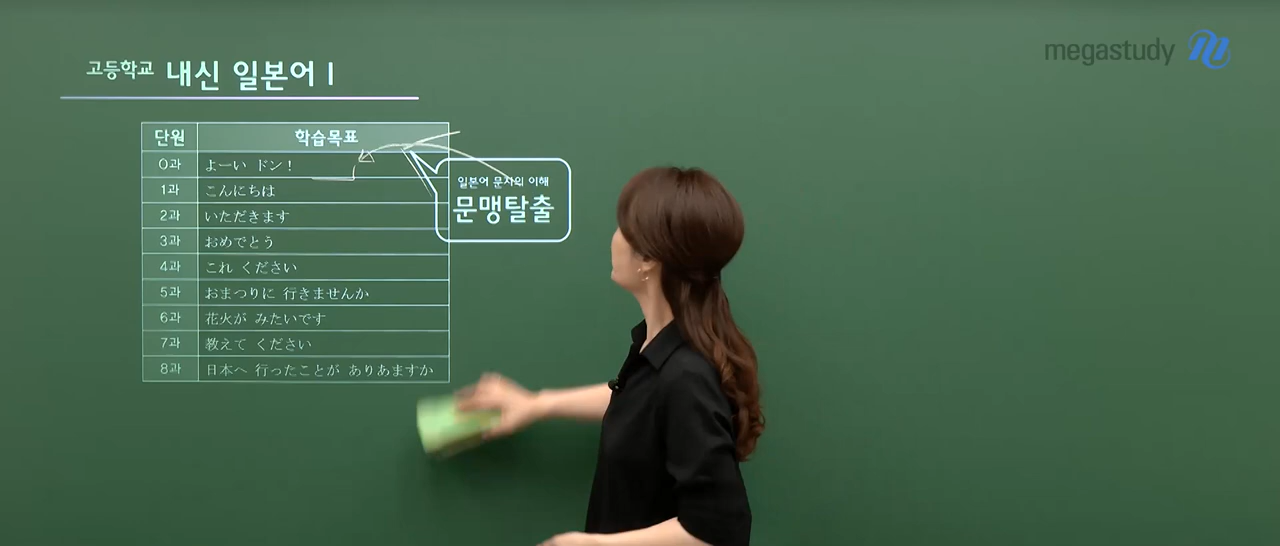 megastudy
고등학교 내신 일본어 I
단원 학습목표
0과 よーい ドン！
1과 こんにちは
2과 いただきます
3과 おめでとう
4과 これ ください
5과 おまつりに 行きませんか
6과 花火が みたいです
7과 教えて ください
8과 日本へ 行ったことが ありあますか
일본어 문자의 이해
문맹탈출